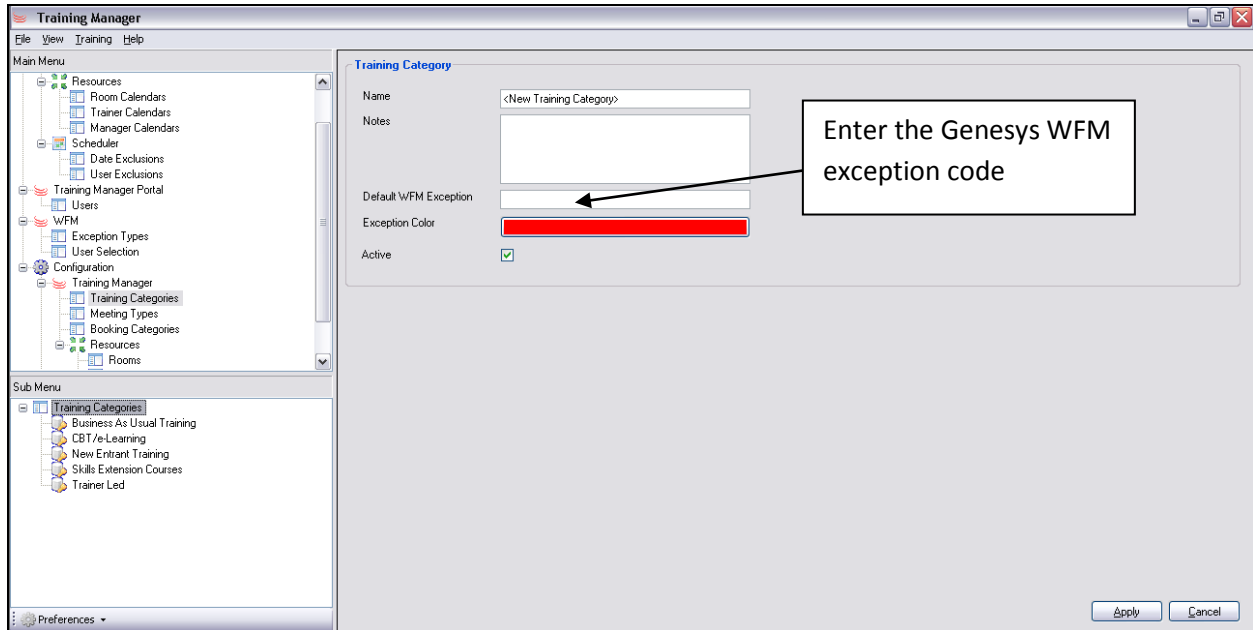 Training Manager
File View Training Help
Main Menu
Resources
Room Calendars
Trainer Calendars
Manager Calendars
Scheduler
Date Exclusions
User Exclusions
Training Manager Portal
Users
WFM
Exception Types
User Selection
Configuration
Training Manager
Training Categories
Meeting Types
Booking Categories
Resources
Rooms
Sub Menu
Training Categories
Business As Usual Training
CBT/e-Learning
New Entrant Training
Skills Extension Courses
Trainer Led
Preferences
Training Category
Name
<New Training Category>
Notes
Default WFM Exception
Exception Color
Active
Enter the Genesys WFM
exception code
Apply
Cancel